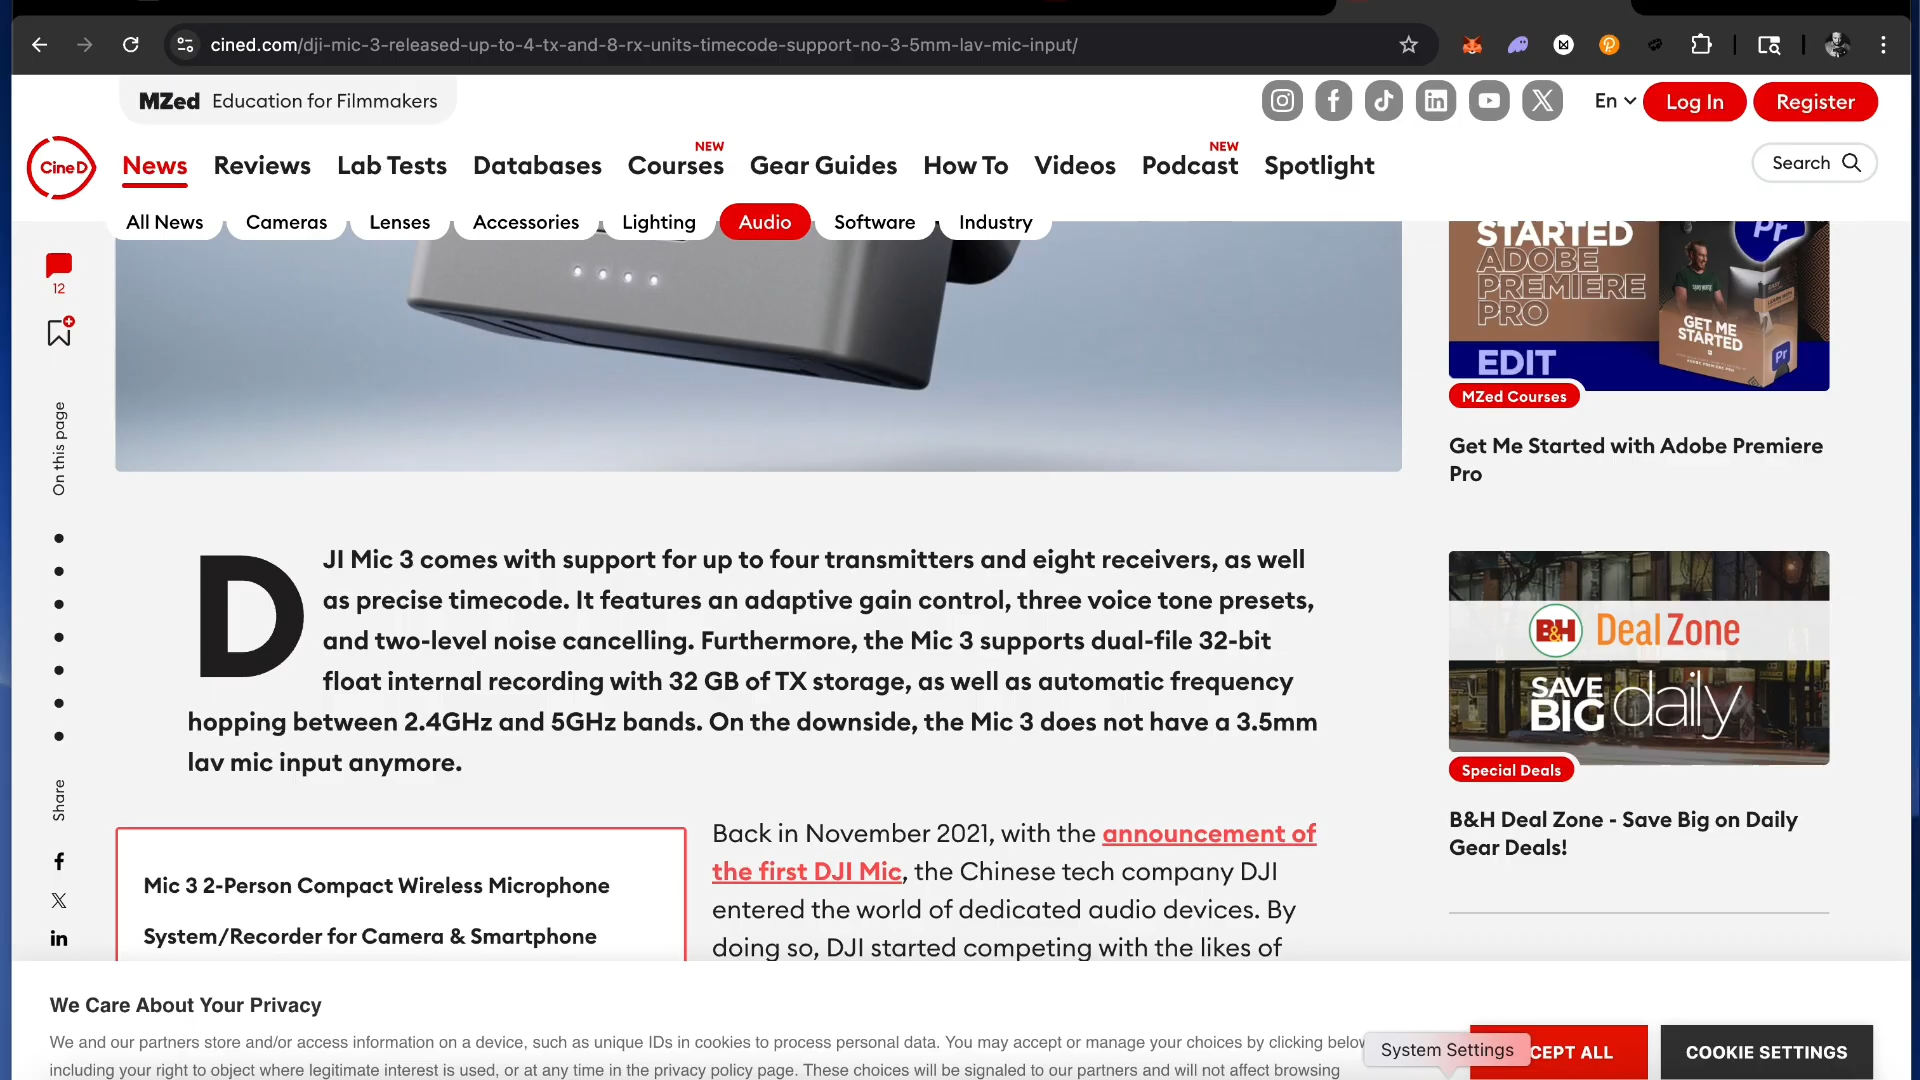 cined.com/dji-mic-3-released-up-to-4-tx-and-8-rx-units-timecode-support-no-3-5mm-lav-mic-input/
MZed Education for Filmmakers
En
Log In
Register
CineD
News
Reviews
Lab Tests
Databases
Courses
NEW
Gear Guides
How To
Videos
Podcast
NEW
Spotlight
Search
All News
Cameras
Lenses
Accessories
Lighting
Audio
Software
Industry
12
On this page
Share
DJI Mic 3 comes with support for up to four transmitters and eight receivers, as well
as precise timecode. It features an adaptive gain control, three voice tone presets,
and two-level noise cancelling. Furthermore, the Mic 3 supports dual-file 32-bit
float internal recording with 32 GB of TX storage, as well as automatic frequency
hopping between 2.4GHz and 5GHz bands. On the downside, the Mic 3 does not have a 3.5mm
lav mic input anymore.
Mic 3 2-Person Compact Wireless Microphone
System/Recorder for Camera & Smartphone
Back in November 2021, with the announcement of
the first DJI Mic, the Chinese tech company DJI
entered the world of dedicated audio devices. By
doing so, DJI started competing with the likes of
STARTED
ADOBE
PREMIERE
PRO
EDIT
Pr
GET ME
STARTED
Pr
MZed Courses
Get Me Started with Adobe Premiere
Pro
B&H Deal Zone
SAVE
BIG daily
Special Deals
B&H Deal Zone - Save Big on Daily
Gear Deals!
We Care About Your Privacy
We and our partners store and/or access information on a device, such as unique IDs in cookies to process personal data. You may accept or manage your choices by clicking below
including your right to object where legitimate interest is used, or at any time in the privacy policy page. These choices will be signaled to our partners and will not affect browsing
System Settings
CEPT ALL
COOKIE SETTINGS